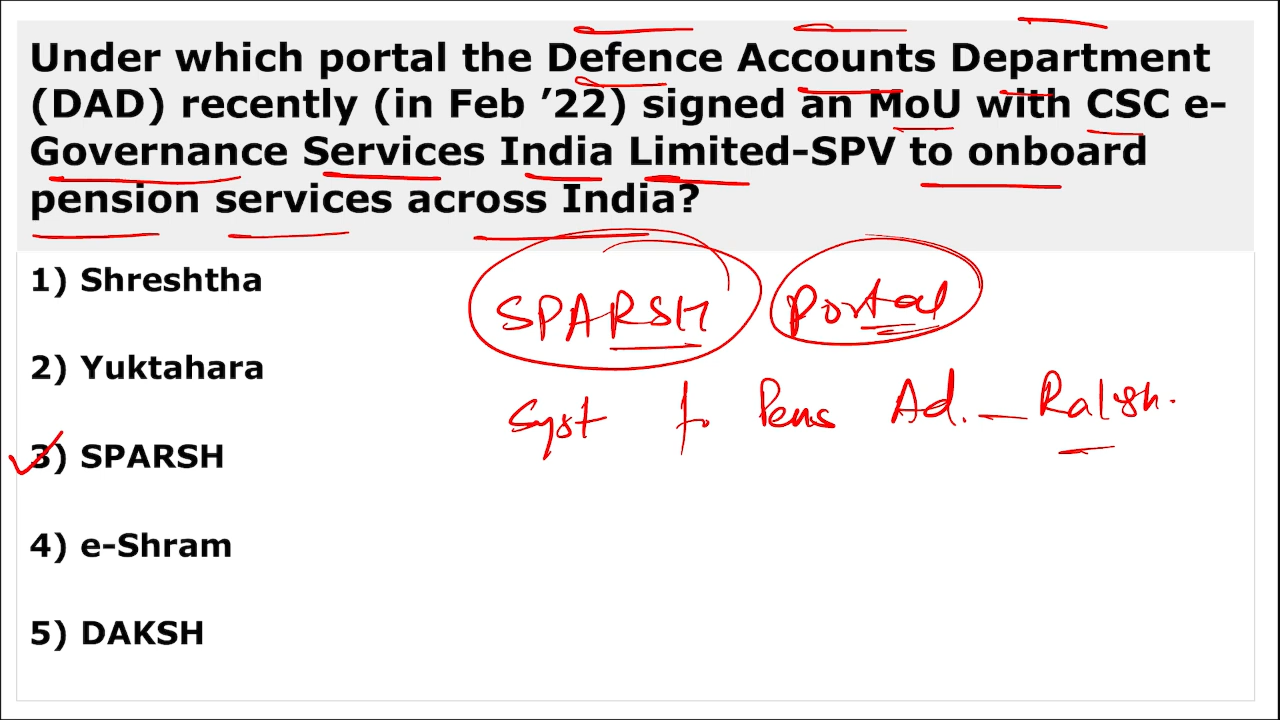 Under which portal the Defence Accounts Department
(DAD) recently (in Feb ’22) signed an MoU with CSC e-
Governance Services India Limited-SPV to onboard
pension services across India?
1) Shreshtha
SPARSH Portal
2) Yuktahara
Syst fo Pens Ad. – Raksh.
3) SPARSH
4) e-Shram
5) DAKSH